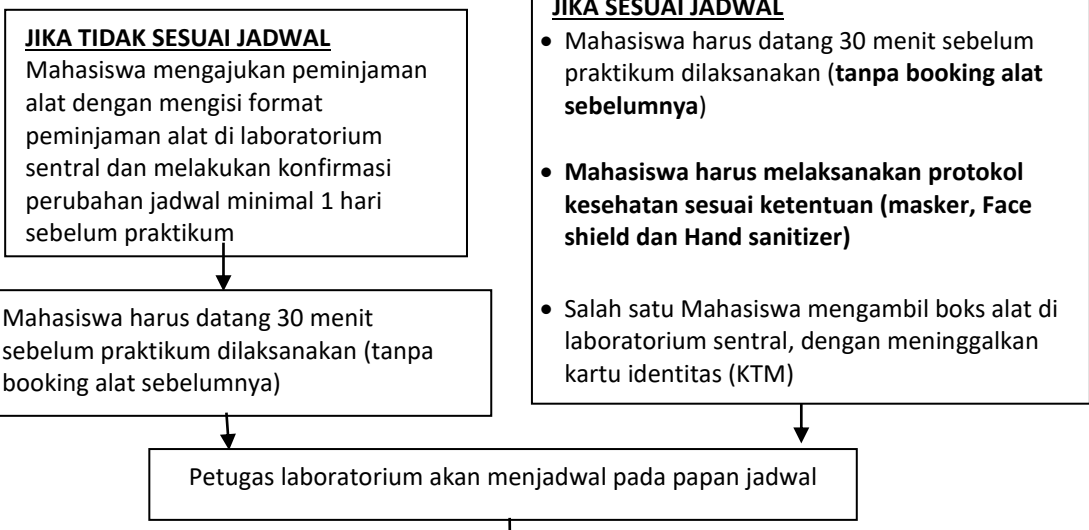 JIKA TIDAK SESUAI JADWAL
Mahasiswa mengajukan peminjaman
alat dengan mengisi format
peminjaman alat di laboratorium
sentral dan melakukan konfirmasi
perubahan jadwal minimal 1 hari
sebelum praktikum
Mahasiswa harus datang 30 menit
sebelum praktikum dilaksanakan (tanpa
booking alat sebelumnya)
JIKA SESUAI JADWAL
• Mahasiswa harus datang 30 menit sebelum
praktikum dilaksanakan (tanpa booking alat
sebelumnya)
• Mahasiswa harus melaksanakan protokol
kesehatan sesuai ketentuan (masker, Face
shield dan Hand sanitizer)
• Salah satu Mahasiswa mengambil boks alat di
laboratorium sentral, dengan meninggalkan
kartu identitas (KTM)
Petugas laboratorium akan menjadwal pada papan jadwal